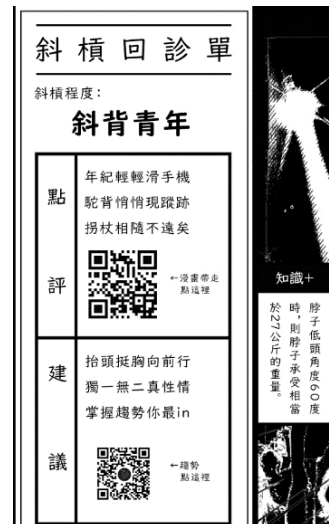 斜槓回診單
斜槓程度：
斜背青年
點評
年紀輕輕滑手機
駝背悄悄現蹤跡
拐杖相隨不遠矣
←漫畫帶走
點這裡
建議
抬頭挺胸向前行
獨一無二真性情
掌握趨勢你最in
←趨勢
點這裡
知識+
脖子低頭角度60度
時，則脖子承受相當
於27公斤的重量。